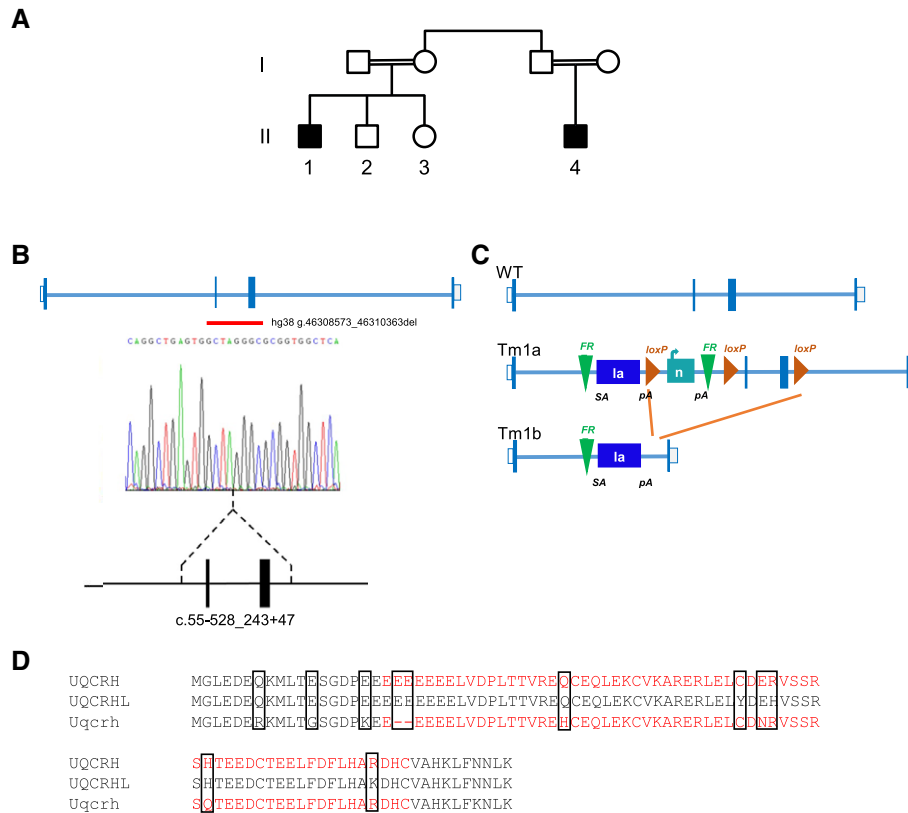 A
I
II
1 2 3 4
B
hg38 g.46308573_46310363del
CAGGCTGAGTGGCTAGGGCGCGGTGGCTCA
c.55-528_243+47
C
WT
Tm1a
FR loxP FR loxP loxP
la n
SA pA pA
Tm1b
FR
la
SA pA
D
UQCRH MGLEDEQKMLTESGDPEEEEEEEEELVDPLTTVREQCEQLEKCVKARERLELCDERVSSR
UQCRHL MGLEDEQKMLTESGDPEEEEEEEEELVDPLTTVREQCEQLEKCVKARERLELYDEHVSSR
Uqcrh MGLEDERKMLTGSGDPKEE--EEEELVDPLTTVREHCEQLEKCVKARERLELCDNRVSSR
UQCRH SHTEEDCTEELFDFLHARDHCVAHKLFNNLK
UQCRHL SHTEEDCTEELFDFLHAKDHCVAHKLFNNLK
Uqcrh SQTEEDCTEELFDFLHARDHCVAHKLFNNLK